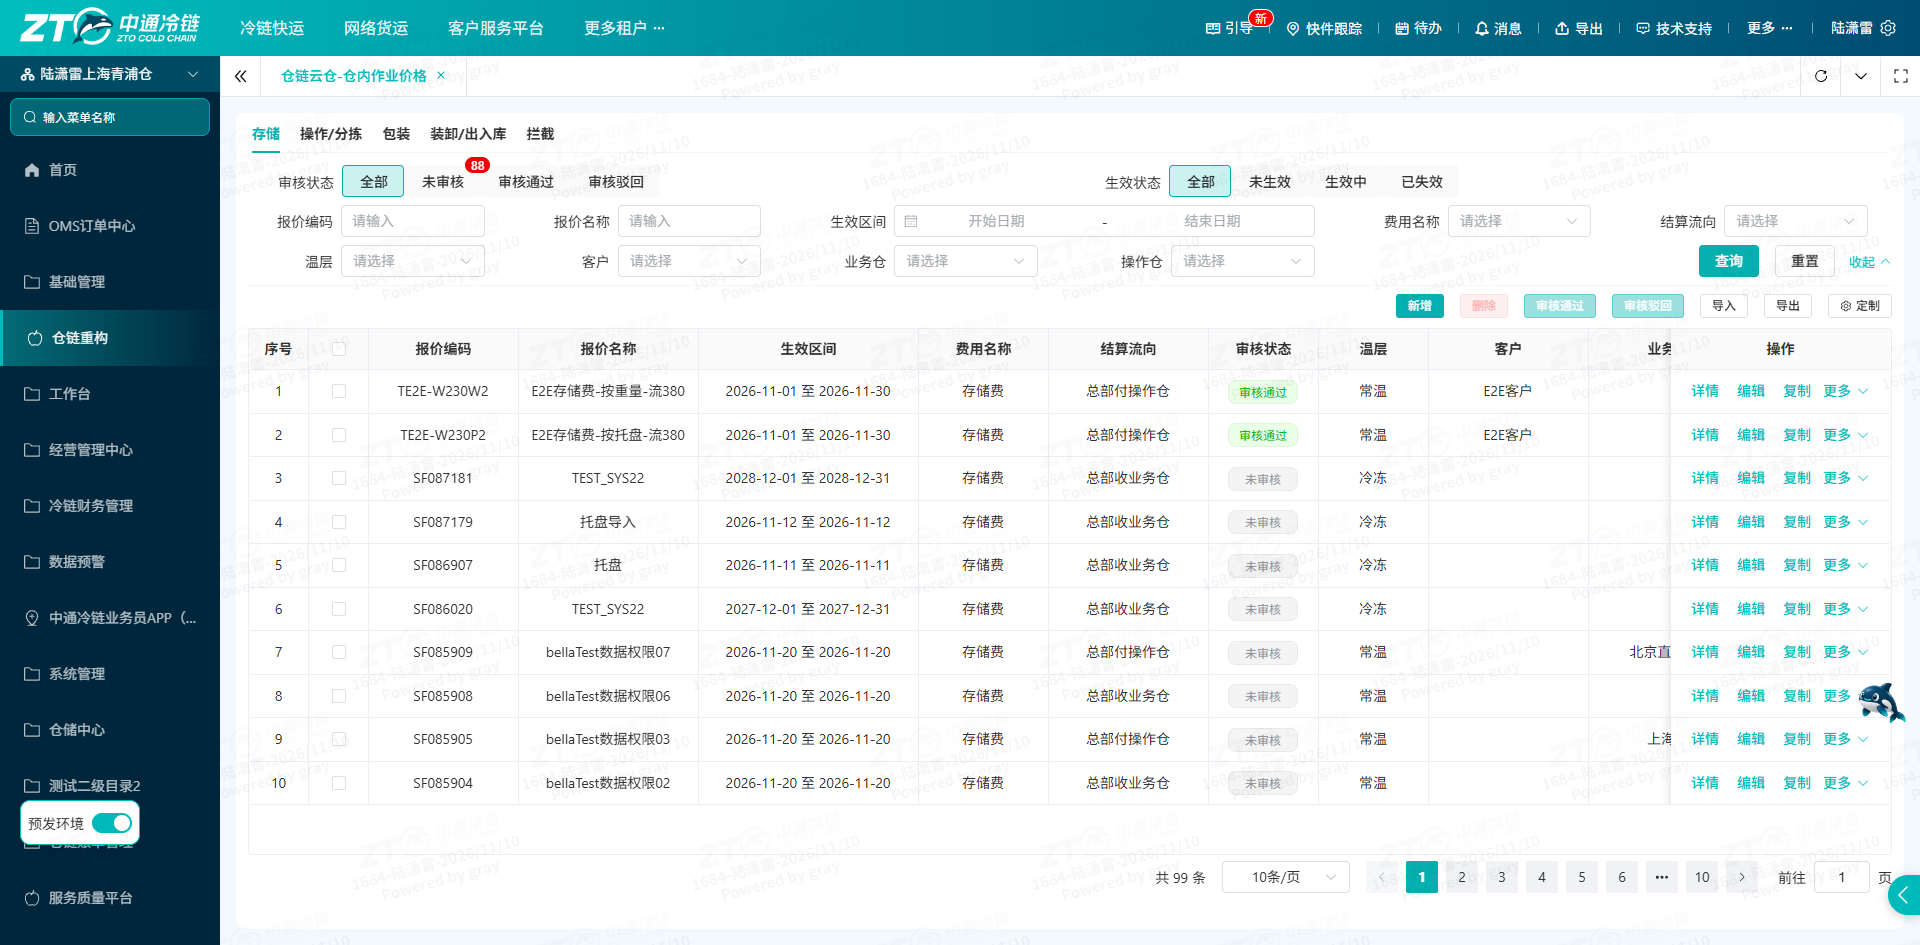 ZTO 中通冷链 ZTO COLD CHAIN
冷链快运 网络货运 客户服务平台 更多租户 ···
引导 新 快件跟踪 待办 消息 导出 技术支持 更多 ··· 陆潇雷
陆潇雷上海青浦仓
仓链云仓-仓内作业价格 ×
输入菜单名称
首页
OMS订单中心
基础管理
仓链重构
工作台
经营管理中心
冷链财务管理
数据预警
中通冷链业务员APP（...
系统管理
仓储中心
测试二级目录2
预发环境
服务质量平台
存储 操作/分拣 包装 装卸/出入库 拦截
审核状态 全部 未审核 88 审核通过 审核驳回 生效状态 全部 未生效 生效中 已失效
报价编码 请输入 报价名称 请输入 生效区间 开始日期 - 结束日期 费用名称 请选择 结算流向 请选择
温层 请选择 客户 请选择 业务仓 请选择 操作仓 请选择 查询 重置 收起
新增 删除 审核通过 审核驳回 导入 导出 定制
序号 报价编码 报价名称 生效区间 费用名称 结算流向 审核状态 温层 客户 业务 操作
1 TE2E-W230W2 E2E存储费-按重量-流380 2026-11-01 至 2026-11-30 存储费 总部付操作仓 审核通过 常温 E2E客户 详情 编辑 复制 更多
2 TE2E-W230P2 E2E存储费-按托盘-流380 2026-11-01 至 2026-11-30 存储费 总部付操作仓 审核通过 常温 E2E客户 详情 编辑 复制 更多
3 SF087181 TEST_SYS22 2028-12-01 至 2028-12-31 存储费 总部收业务仓 未审核 冷冻 详情 编辑 复制 更多
4 SF087179 托盘导入 2026-11-12 至 2026-11-12 存储费 总部收业务仓 未审核 冷冻 详情 编辑 复制 更多
5 SF086907 托盘 2026-11-11 至 2026-11-11 存储费 总部收业务仓 未审核 冷冻 详情 编辑 复制 更多
6 SF086020 TEST_SYS22 2027-12-01 至 2027-12-31 存储费 总部收业务仓 未审核 冷冻 详情 编辑 复制 更多
7 SF085909 bellaTest数据权限07 2026-11-20 至 2026-11-20 存储费 总部付操作仓 未审核 常温 北京直 详情 编辑 复制 更多
8 SF085908 bellaTest数据权限06 2026-11-20 至 2026-11-20 存储费 总部收业务仓 未审核 常温 详情 编辑 复制 更多
9 SF085905 bellaTest数据权限03 2026-11-20 至 2026-11-20 存储费 总部付操作仓 未审核 常温 上海 详情 编辑 复制 更多
10 SF085904 bellaTest数据权限02 2026-11-20 至 2026-11-20 存储费 总部收业务仓 未审核 常温 详情 编辑 复制 更多
共 99 条 10条/页 1 2 3 4 5 6 ··· 10 前往 1 页
ZTO 中通冷链
1684-陆潇雷-2026/11/10
Powered by gray